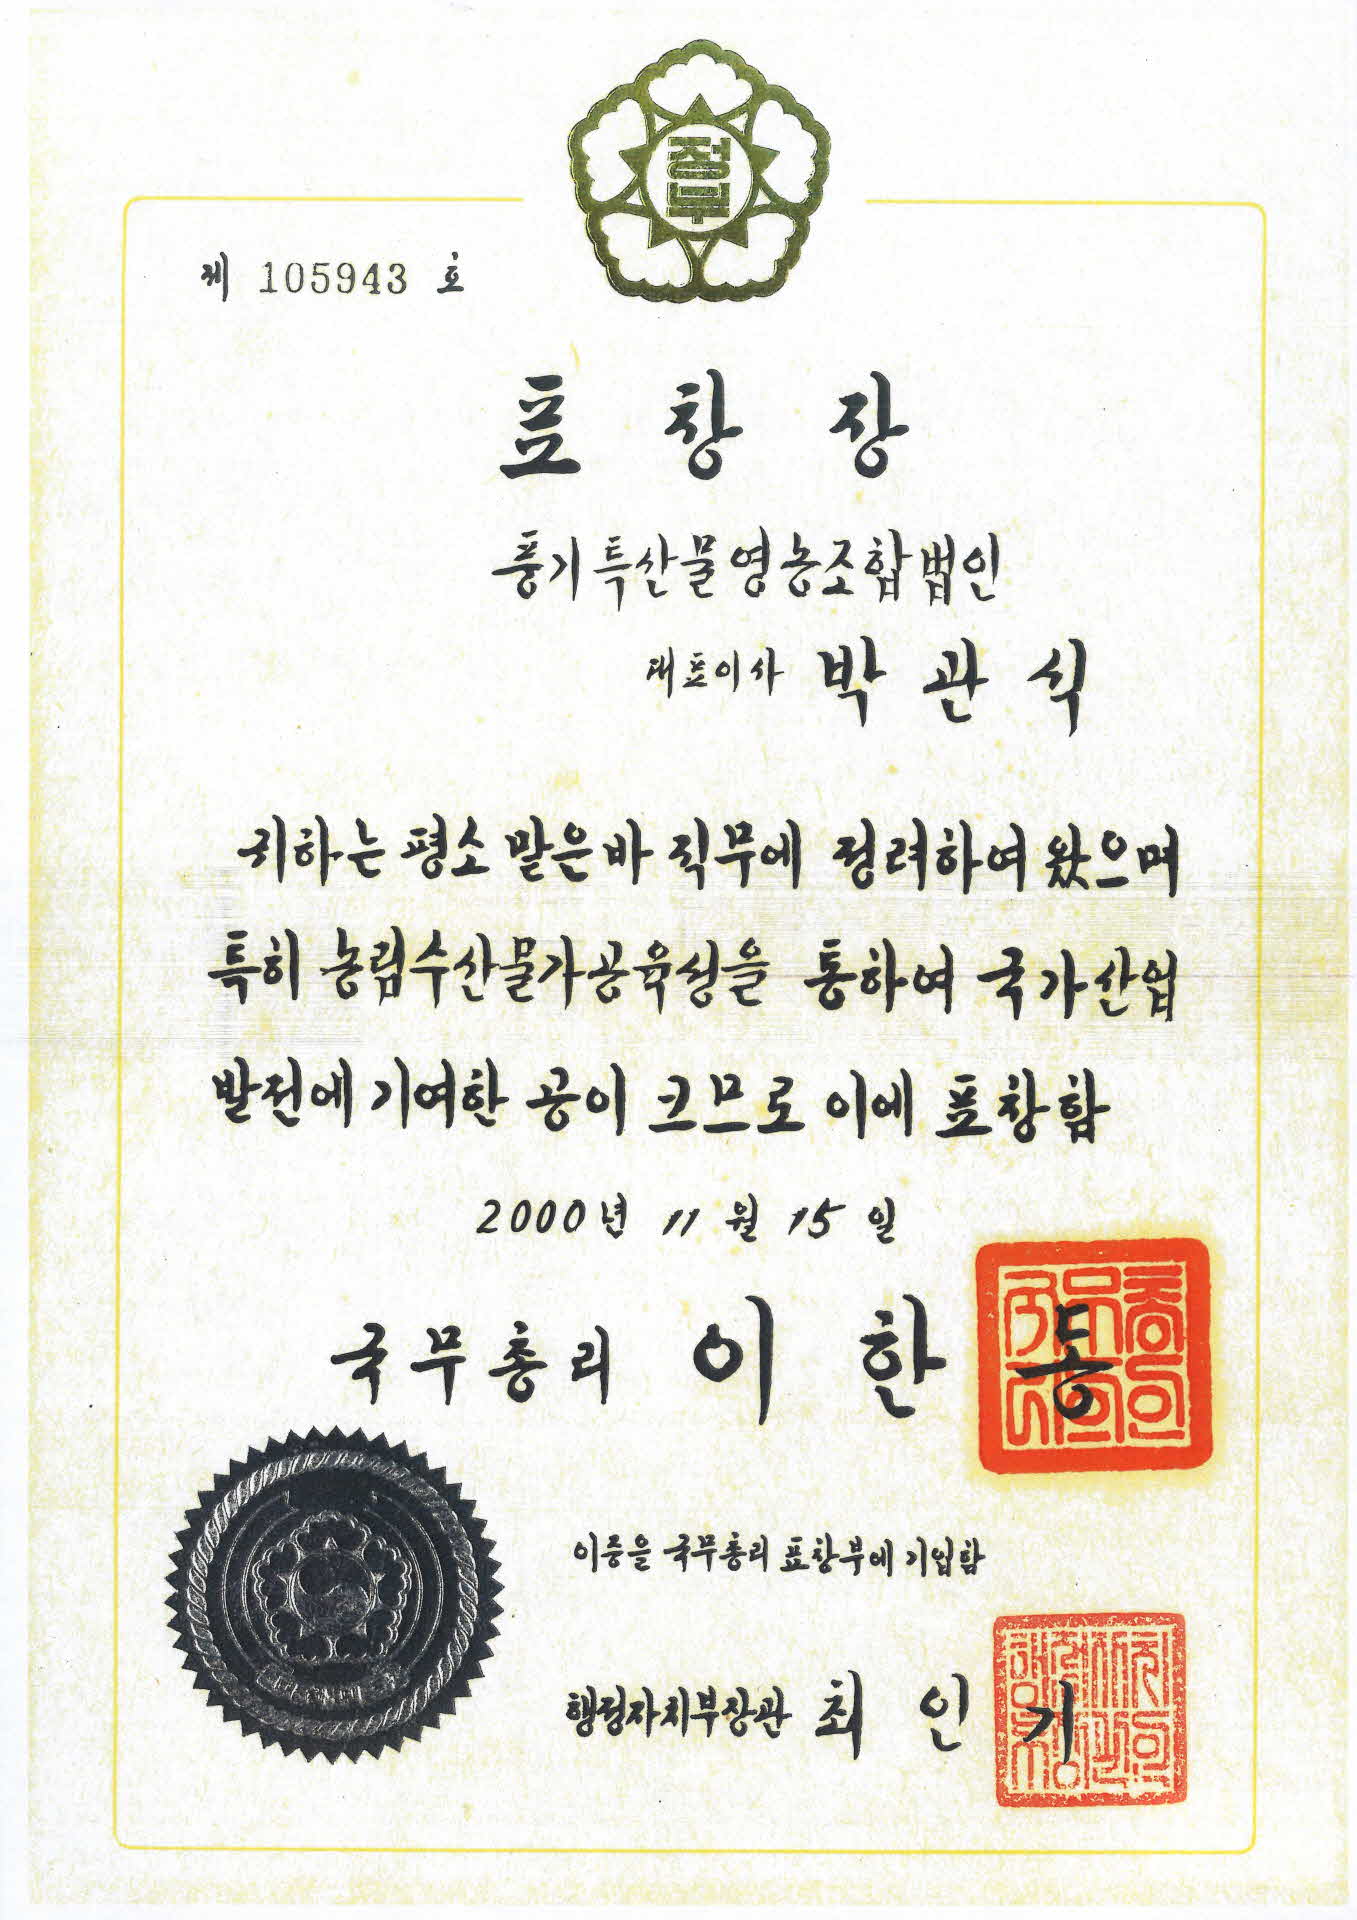 정부
제 105943 호
표 창 장
풍기특산물영농조합법인
대표이사 박 관 식
귀하는 평소 맡은바 직무에 정려하여 왔으며
특히 농림수산물가공육성을 통하여 국가산업
발전에 기여한 공이 크므로 이에 표창함
2000년 11 월 15 일
국무총리 이 한 동
이증을 국무총리 표창부에 기입함
행정자치부장관 최 인 기